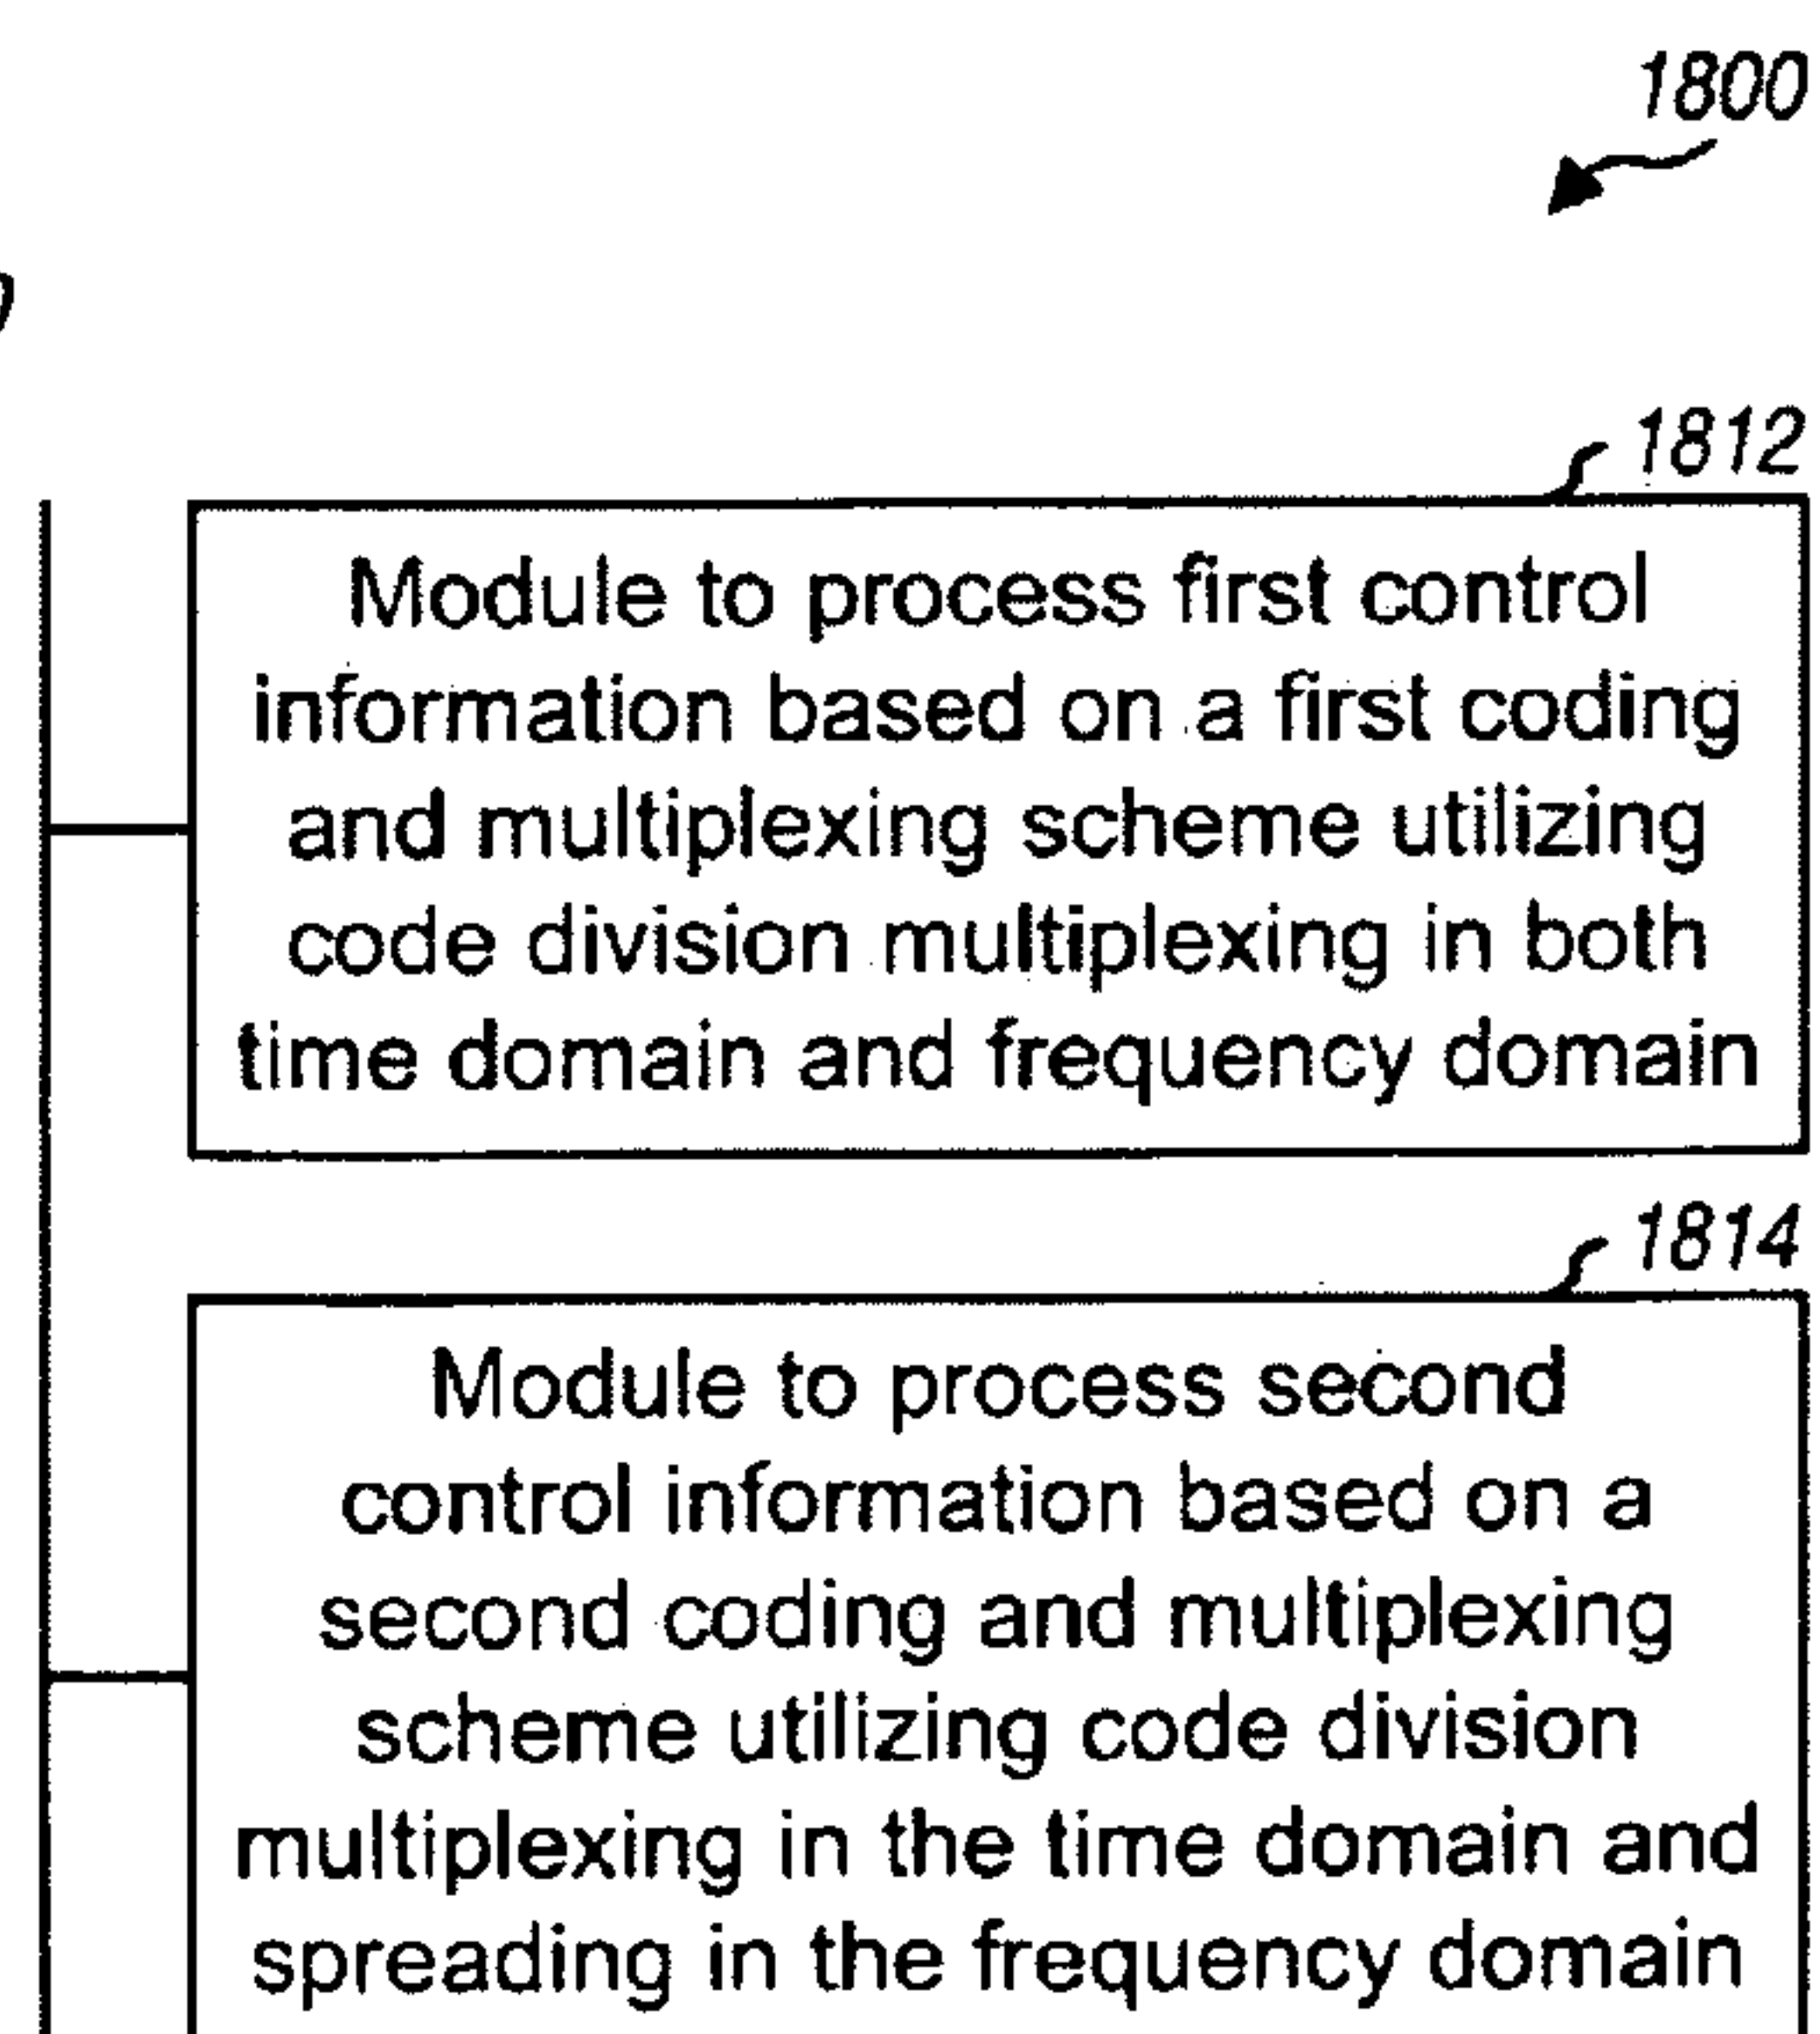 1800
1812
Module to process first control
information based on a first coding
and multiplexing scheme utilizing
code division multiplexing in both
time domain and frequency domain
1814
Module to process second
control information based on a
second coding and multiplexing
scheme utilizing code division
multiplexing in the time domain and
spreading in the frequency domain